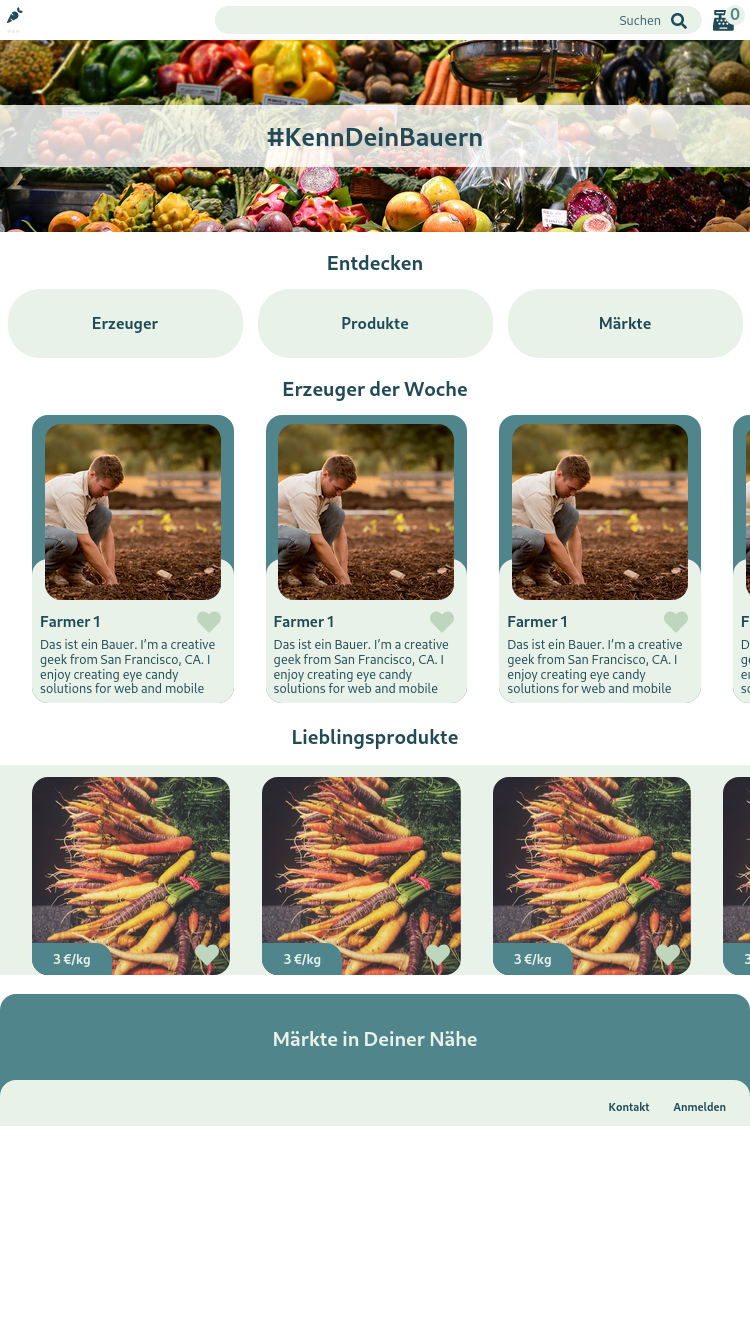 Suchen
0
#KennDeinBauern
Entdecken
Erzeuger
Produkte
Märkte
Erzeuger der Woche
Farmer 1
Das ist ein Bauer. I'm a creative
geek from San Francisco, CA. I
enjoy creating eye candy
solutions for web and mobile
Farmer 1
Das ist ein Bauer. I'm a creative
geek from San Francisco, CA. I
enjoy creating eye candy
solutions for web and mobile
Farmer 1
Das ist ein Bauer. I'm a creative
geek from San Francisco, CA. I
enjoy creating eye candy
solutions for web and mobile
Lieblingsprodukte
3 €/kg
3 €/kg
3 €/kg
Märkte in Deiner Nähe
Kontakt
Anmelden